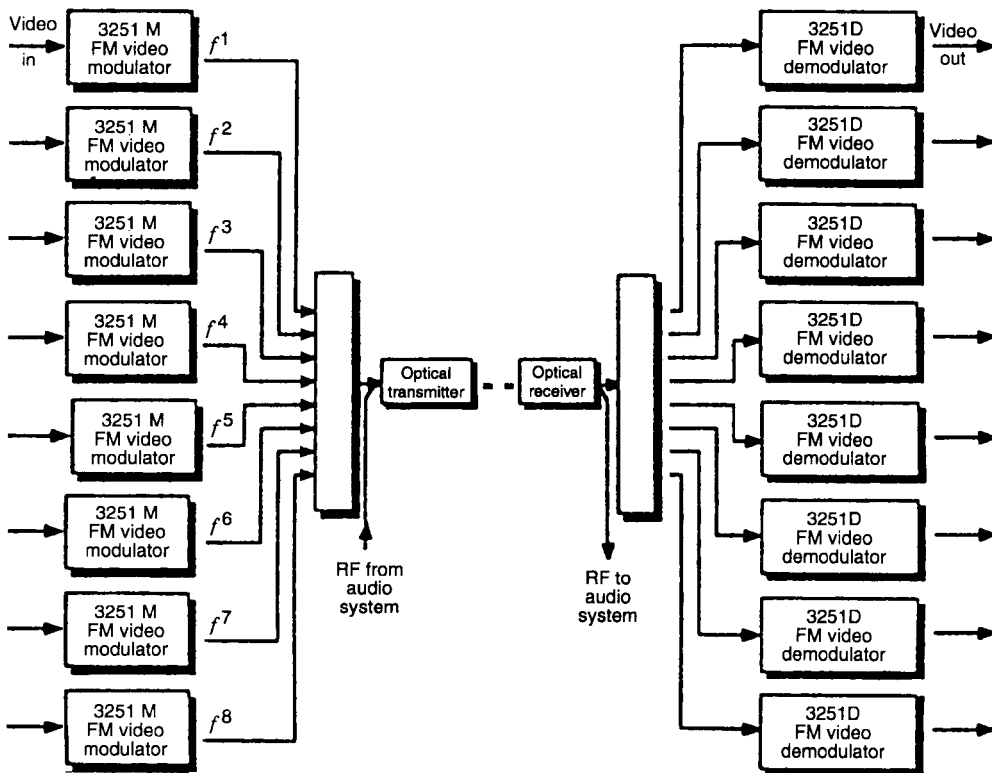 Video
in
3251 M
FM video
modulator
f¹
3251 M
FM video
modulator
f²
3251 M
FM video
modulator
f³
3251 M
FM video
modulator
f⁴
3251 M
FM video
modulator
f⁵
3251 M
FM video
modulator
f⁶
3251 M
FM video
modulator
f⁷
3251 M
FM video
modulator
f⁸
Optical
transmitter
RF from
audio
system
Optical
receiver
RF to
audio
system
3251D
FM video
demodulator
Video
out
3251D
FM video
demodulator
3251D
FM video
demodulator
3251D
FM video
demodulator
3251D
FM video
demodulator
3251D
FM video
demodulator
3251D
FM video
demodulator
3251D
FM video
demodulator